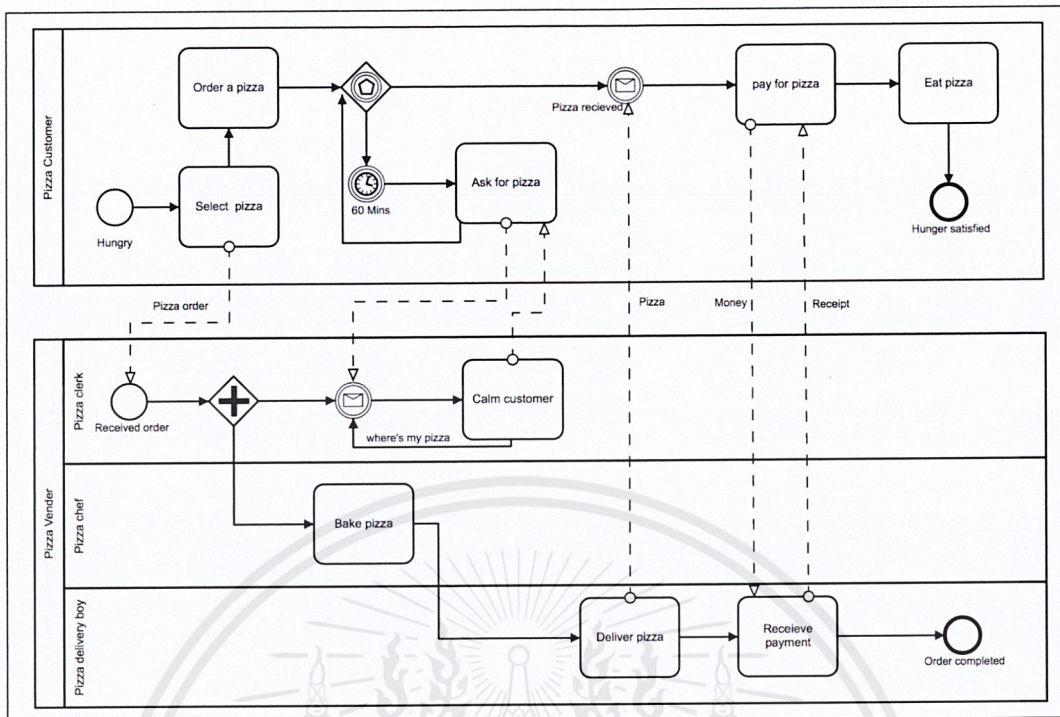 Pizza Customer
Order a pizza
Pizza recieved
pay for pizza
Eat pizza
Select pizza
Ask for pizza
60 Mins
Hungry
Hunger satisfied
Pizza order
Pizza
Money
Receipt
Pizza Vender
Pizza clerk
Received order
Calm customer
where's my pizza
Pizza chef
Bake pizza
Pizza delivery boy
Deliver pizza
Receieve
payment
Order completed